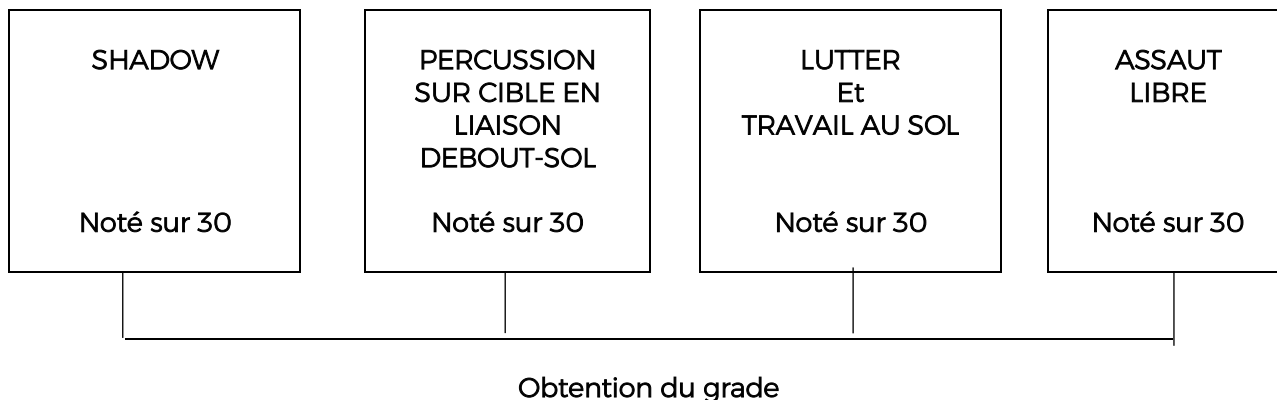 SHADOW
Noté sur 30
PERCUSSION
SUR CIBLE EN
LIAISON
DEBOUT-SOL
Noté sur 30
LUTTER
Et
TRAVAIL AU SOL
Noté sur 30
ASSAUT
LIBRE
Noté sur 30
Obtention du grade